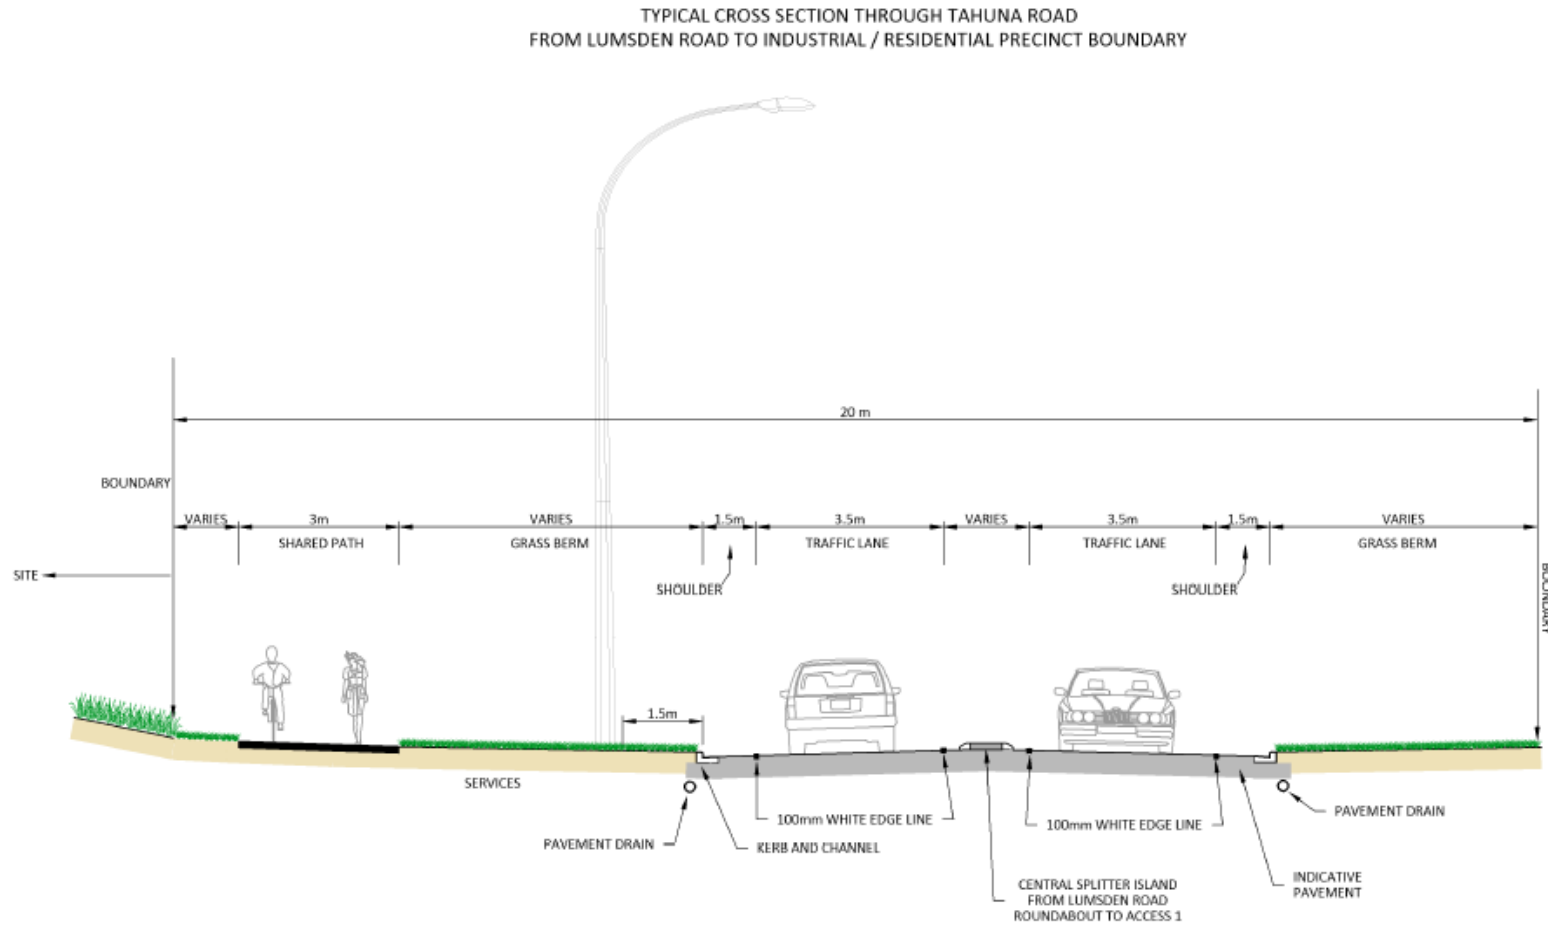 TYPICAL CROSS SECTION THROUGH TAHUNA ROAD
FROM LUMSDEN ROAD TO INDUSTRIAL / RESIDENTIAL PRECINCT BOUNDARY
20 m
BOUNDARY
VARIES
3m
VARIES
1.5m
3.5m
VARIES
3.5m
1.5m
VARIES
SHARED PATH
GRASS BERM
TRAFFIC LANE
TRAFFIC LANE
GRASS BERM
SITE
SHOULDER
SHOULDER
BOUNDARY
1.5m
SERVICES
100mm WHITE EDGE LINE
100mm WHITE EDGE LINE
PAVEMENT DRAIN
PAVEMENT DRAIN
KERB AND CHANNEL
INDICATIVE
PAVEMENT
CENTRAL SPLITTER ISLAND
FROM LUMSDEN ROAD
ROUNDABOUT TO ACCESS 1